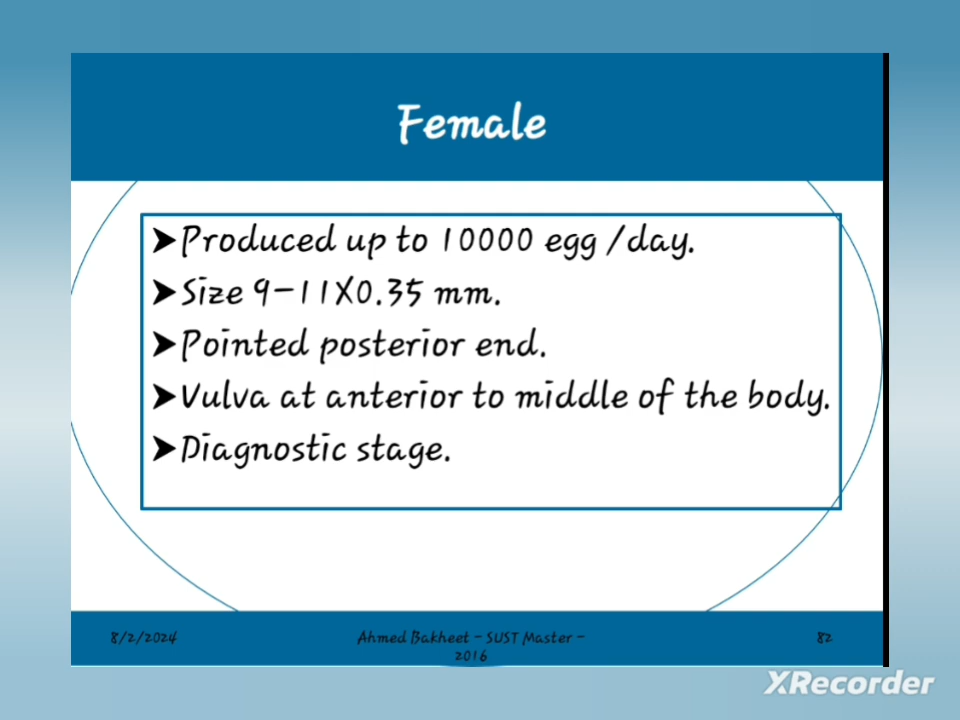 Female
➤Produced up to 10000 egg /day.
➤Size 9-11X0.35 mm.
➤Pointed posterior end.
➤Vulva at anterior to middle of the body.
➤Diagnostic stage.
8/2/2024
Ahmed Bakheet - SUST Master -
2016
82
XRecorder